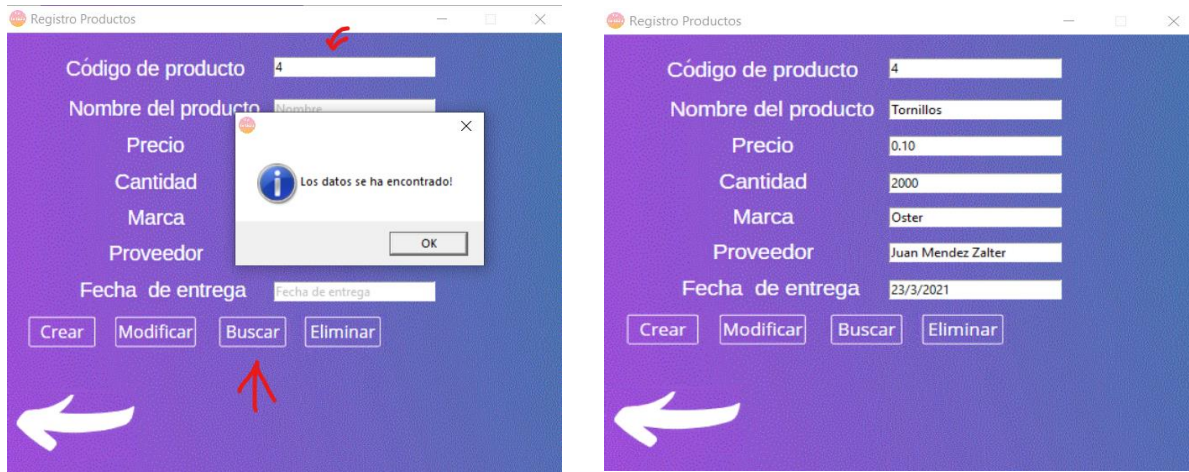 Registro Productos
Código de producto 4
Nombre del producto Nombre
Precio
Los datos se ha encontrado!
Cantidad
Marca
OK
Proveedor
Fecha de entrega Fecha de entrega
Crear Modificar Buscar Eliminar
Registro Productos
Código de producto 4
Nombre del producto Tornillos
Precio 0.10
Cantidad 2000
Marca Oster
Proveedor Juan Mendez Zalter
Fecha de entrega 23/3/2021
Crear Modificar Buscar Eliminar